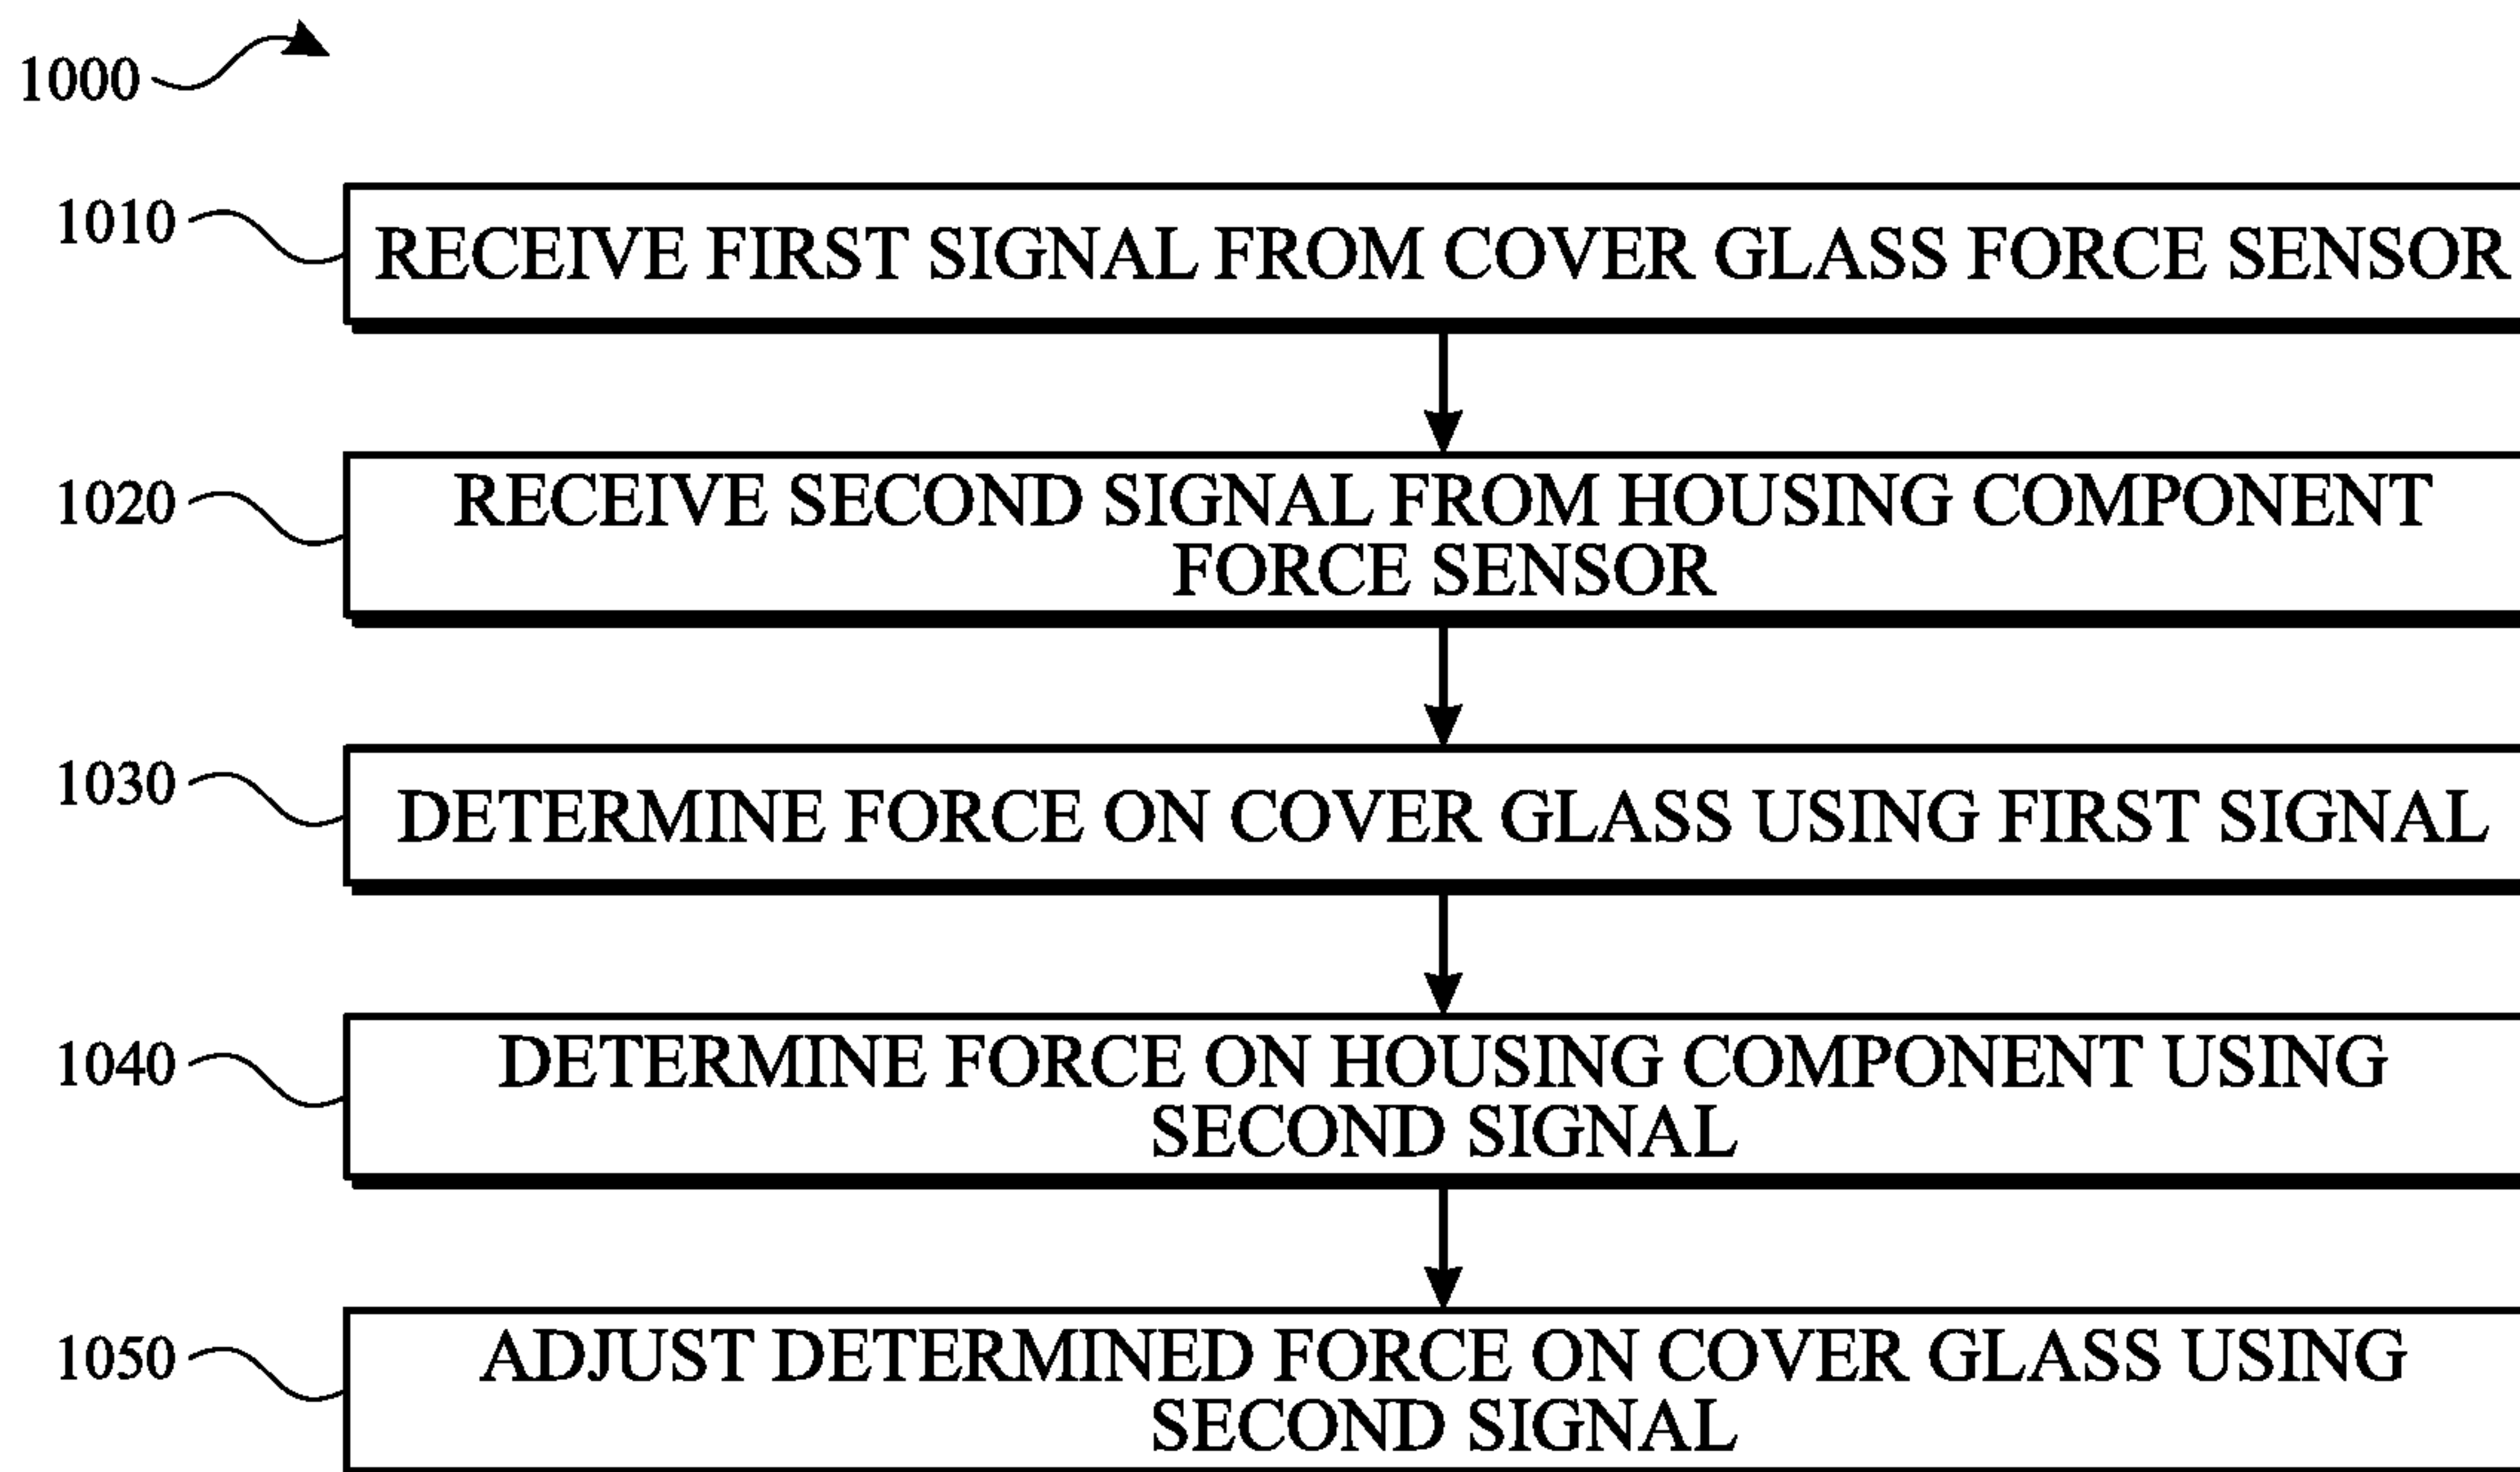 1000
1010
RECEIVE FIRST SIGNAL FROM COVER GLASS FORCE SENSOR
1020
RECEIVE SECOND SIGNAL FROM HOUSING COMPONENT
FORCE SENSOR
1030
DETERMINE FORCE ON COVER GLASS USING FIRST SIGNAL
1040
DETERMINE FORCE ON HOUSING COMPONENT USING
SECOND SIGNAL
1050
ADJUST DETERMINED FORCE ON COVER GLASS USING
SECOND SIGNAL